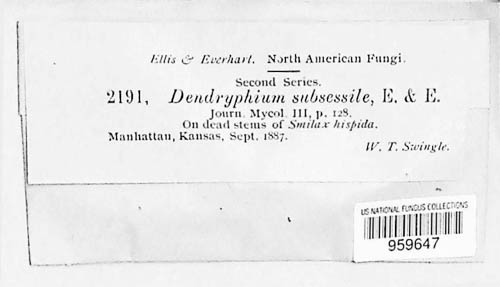 Ellis & Everhart. North American Fungi.
Second Series.
2191, Dendryphium subsessile, E. & E.
Journ. Mycol. III, p. 128.
On dead stems of Smilax hispida.
Manhattan, Kansas, Sept. 1887.
W. T. Swingle.
US NATIONAL FUNGUS COLLECTIONS
959647